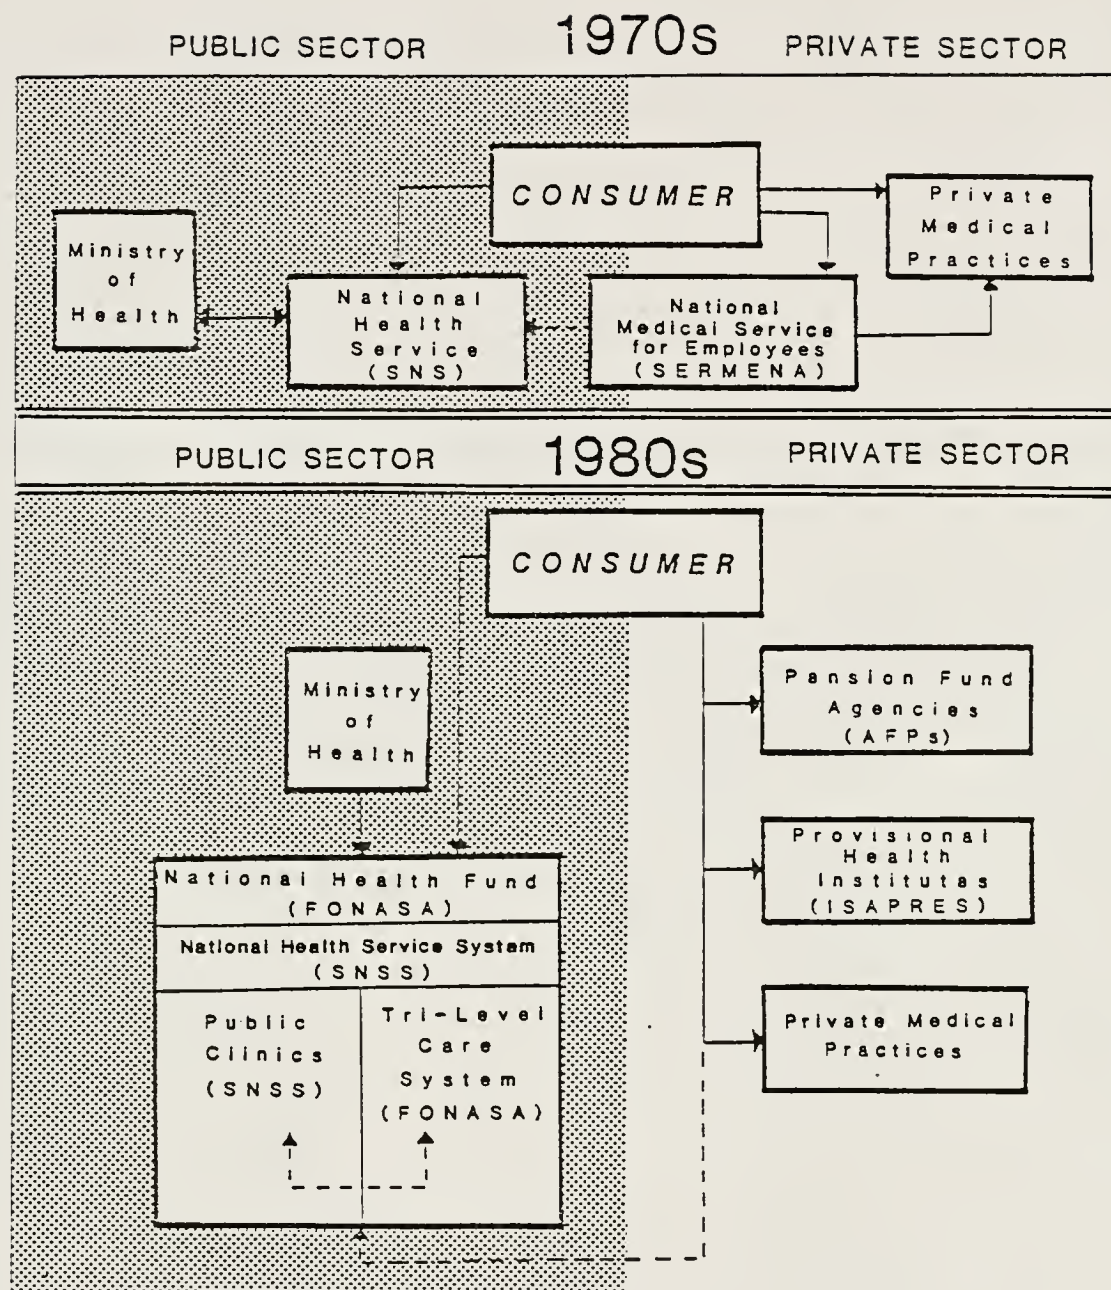 PUBLIC SECTOR 1970s PRIVATE SECTOR
CONSUMER
Private
Medical
Practices
Ministry
of
Health
National
Health
Service
(SNS)
National
Medical Service
for Employees
(SERMENA)
PUBLIC SECTOR 1980s PRIVATE SECTOR
CONSUMER
Ministry
of
Health
Pension Fund
Agencies
(AFPs)
Provisional
Health
Institutes
(ISAPRES)
Private Medical
Practices
National Health Fund
(FONASA)
National Health Service System
(SNSS)
Public
Clinics
(SNSS)
Tri-Level
Care
System
(FONASA)